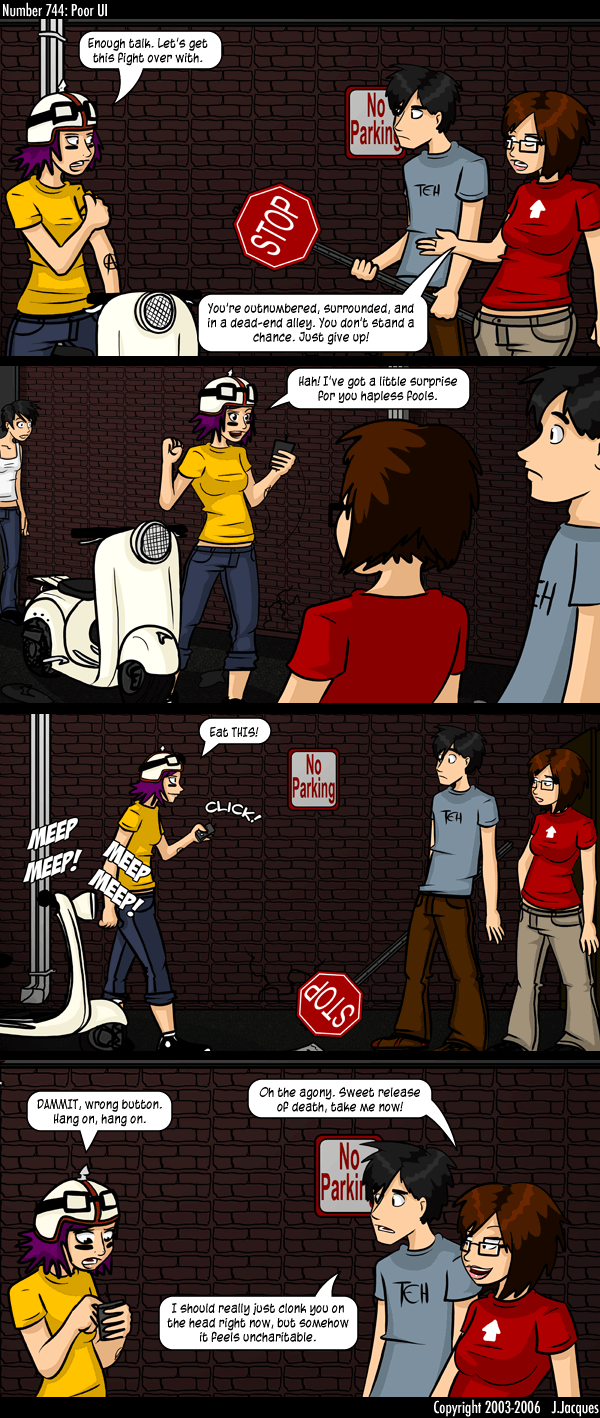 Number 744: Poor UI
Enough talk. Let's get
this fight over with.
No
Parking
TEH
STOP
You're outnumbered, surrounded, and
in a dead-end alley. You don't stand a
chance. Just give up!
Hah! I've got a little surprise
for you hapless fools.
EH
Eat THIS!
CLICK!
No
Parking
MEEP
MEEP!
MEEP
MEEP!
TEH
STOP
DAMMIT, wrong button.
Hang on, hang on.
Oh the agony. Sweet release
of death, take me now!
No
Parkin
TEH
I should really just clonk you on
the head right now, but somehow
it feels uncharitable.
Copyright 2003-2006 J.Jacques